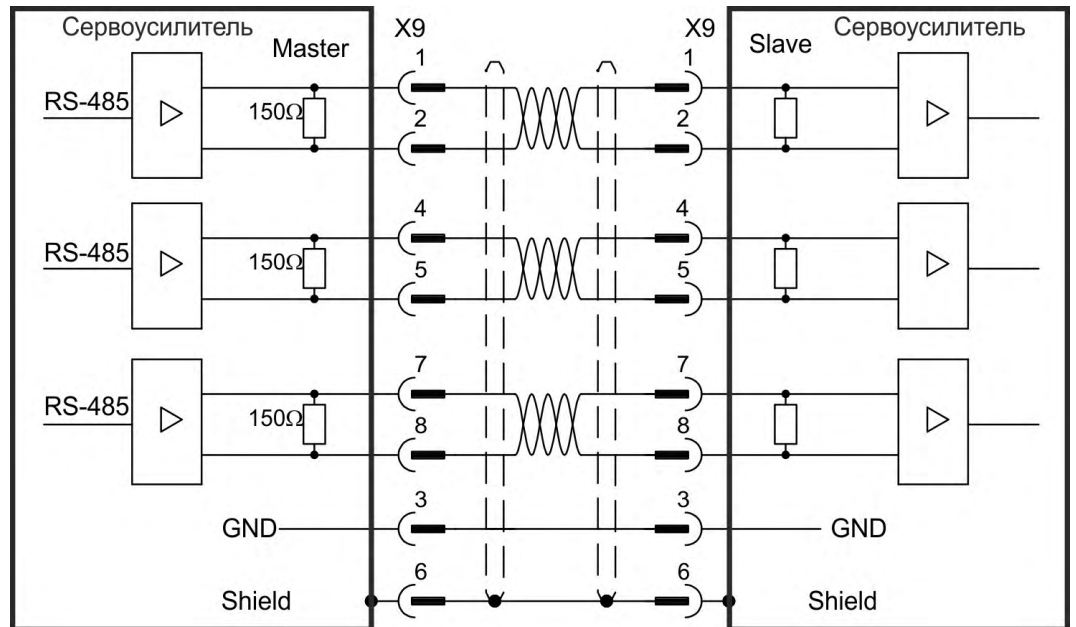 Сервоусилитель
Master
X9
X9
Slave
Сервоусилитель
RS-485
150Ω
1
1
2
2
RS-485
150Ω
4
4
5
5
RS-485
150Ω
7
7
8
8
GND
3
3
GND
Shield
6
6
Shield